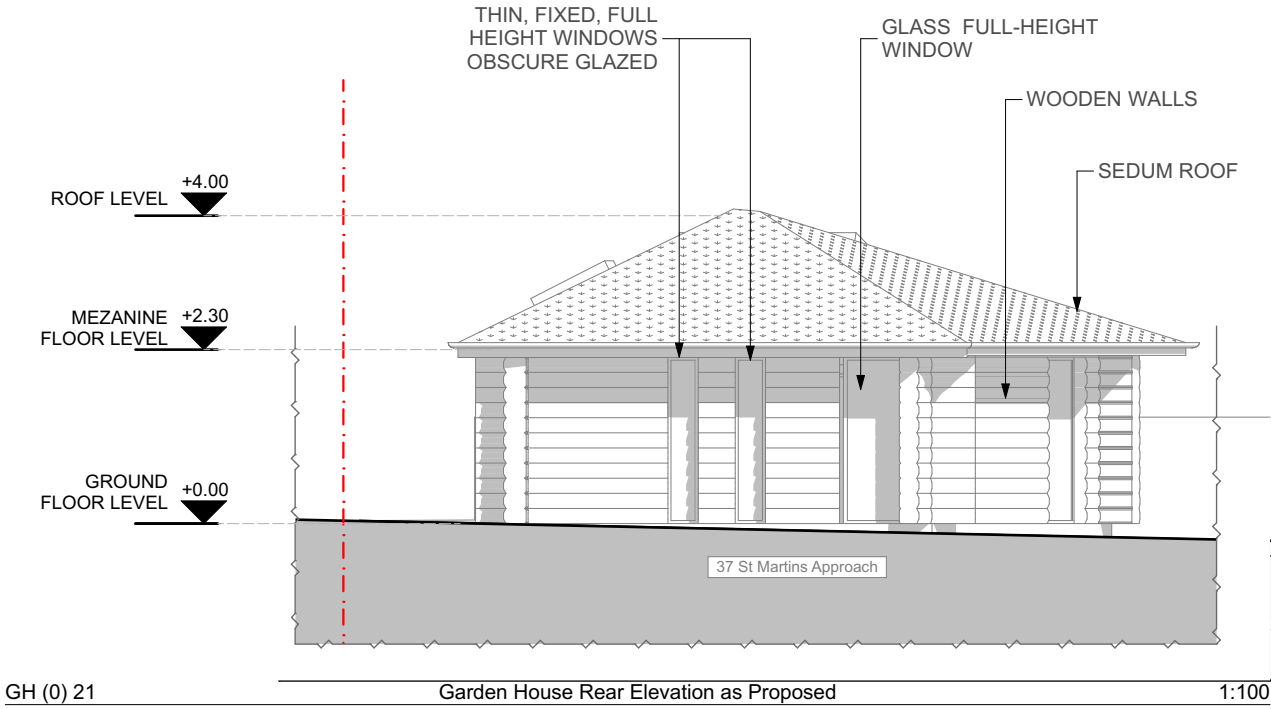 THIN, FIXED, FULL
HEIGHT WINDOWS
OBSCURE GLAZED
GLASS FULL-HEIGHT
WINDOW
WOODEN WALLS
SEDUM ROOF
ROOF LEVEL +4.00
MEZANINE +2.30
FLOOR LEVEL
GROUND
FLOOR LEVEL +0.00
37 St Martins Approach
GH (0) 21 Garden House Rear Elevation as Proposed 1:100